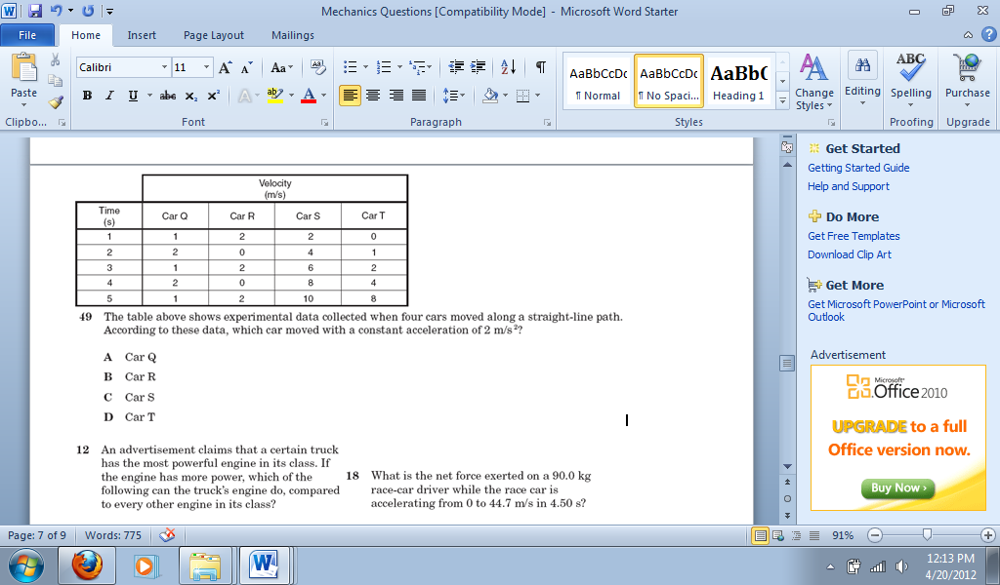 Mechanics Questions [Compatibility Mode] - Microsoft Word Starter
File Home Insert Page Layout Mailings
Paste
Calibri 11
AaBbCcDc AaBbCcDc AaBbC
¶ Normal ¶ No Spaci... Heading 1
Change Styles
Editing
Spelling
Purchase
Clipbo... Font Paragraph Styles Proofing Upgrade
Velocity
(m/s)
Time
(s) Car Q Car R Car S Car T
1 1 2 2 0
2 2 0 4 1
3 1 2 6 2
4 2 0 8 4
5 1 2 10 8
49 The table above shows experimental data collected when four cars moved along a straight-line path.
According to these data, which car moved with a constant acceleration of 2 m/s²?
A Car Q
B Car R
C Car S
D Car T
12 An advertisement claims that a certain truck
has the most powerful engine in its class. If
the engine has more power, which of the
following can the truck's engine do, compared
to every other engine in its class?
18 What is the net force exerted on a 90.0 kg
race-car driver while the race car is
accelerating from 0 to 44.7 m/s in 4.50 s?
Get Started
Getting Started Guide
Help and Support
Do More
Get Free Templates
Download Clip Art
Get More
Get Microsoft PowerPoint or Microsoft
Outlook
Advertisement
Microsoft®
Office 2010
UPGRADE to a full
Office version now.
Buy Now ›
Page: 7 of 9 Words: 775 91%
12:13 PM
4/20/2012